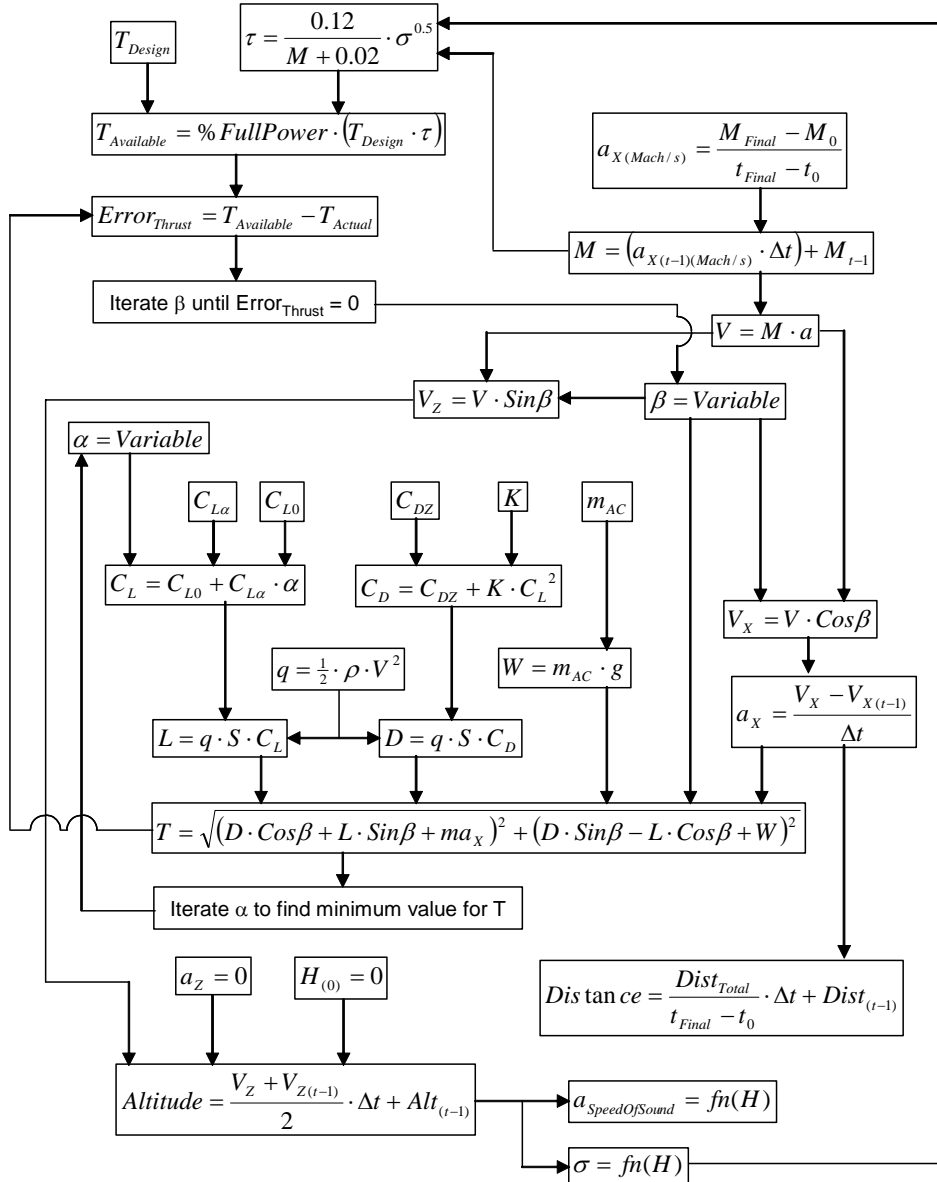 T_Design
τ = 0.12 / (M + 0.02) · σ^0.5
T_Available = %FullPower · (T_Design · τ)
a_X(Mach/s) = (M_Final − M_0) / (t_Final − t_0)
Error_Thrust = T_Available − T_Actual
M = (a_X(t−1)(Mach/s) · Δt) + M_t−1
Iterate β until Error_Thrust = 0
V = M · a
V_Z = V · Sinβ
β = Variable
α = Variable
C_Lα
C_L0
C_DZ
K
m_AC
C_L = C_L0 + C_Lα · α
C_D = C_DZ + K · C_L^2
V_X = V · Cosβ
q = 1/2 · ρ · V^2
W = m_AC · g
a_X = (V_X − V_X(t−1)) / Δt
L = q · S · C_L
D = q · S · C_D
T = √((D · Cosβ + L · Sinβ + ma_X)^2 + (D · Sinβ − L · Cosβ + W)^2)
Iterate α to find minimum value for T
a_Z = 0
H_(0) = 0
Dis tan ce = Dist_Total / (t_Final − t_0) · Δt + Dist_(t−1)
Altitude = (V_Z + V_Z(t−1)) / 2 · Δt + Alt_(t−1)
a_SpeedOfSound = fn(H)
σ = fn(H)